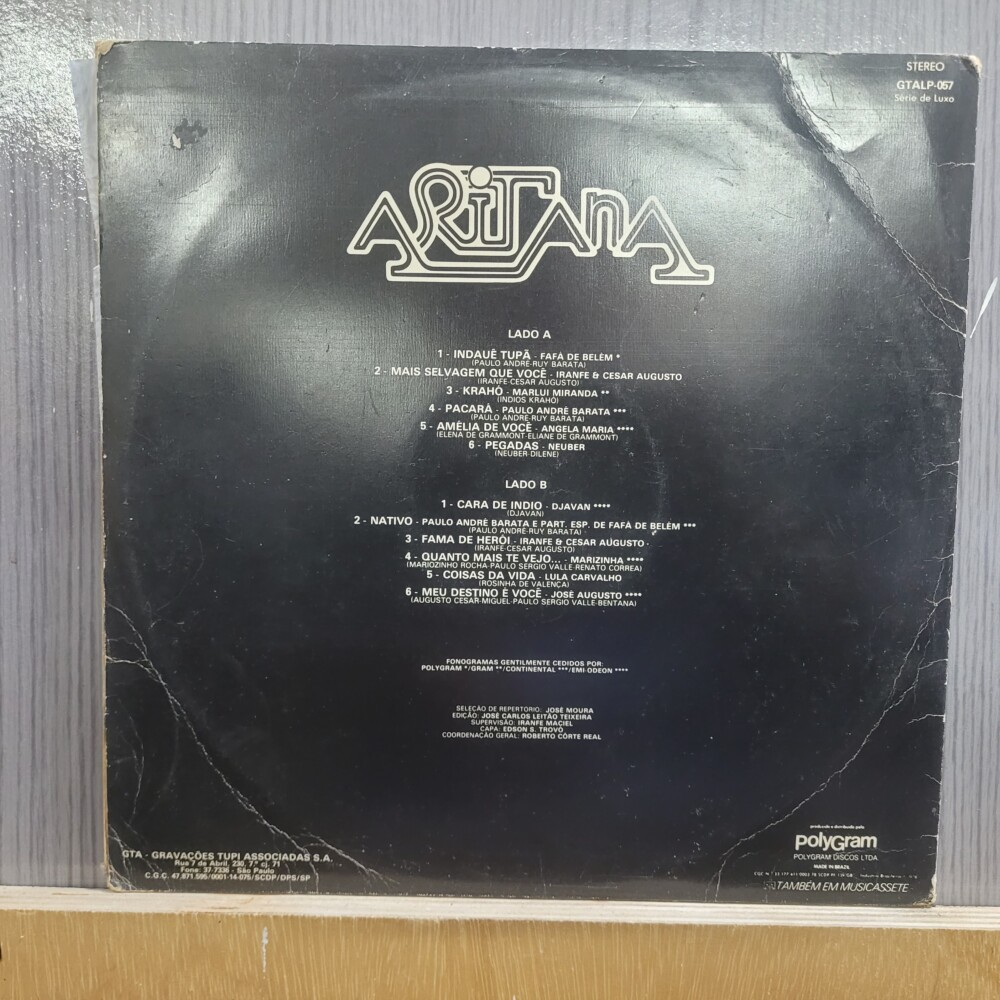 STEREO
GTALP-057
Série de Luxo
ARITANA
LADO A
1 - INDAUÊ TUPÃ - FAFÁ DE BELÉM *
(PAULO ANDRÉ-RUY BARATA)
2 - MAIS SELVAGEM QUE VOCÊ - IRANFE & CESAR AUGUSTO
(IRANFE-CESAR AUGUSTO)
3 - KRAHÔ - MARLUI MIRANDA **
(INDIOS KRAHÔ)
4 - PACARÁ - PAULO ANDRÉ BARATA ***
(PAULO ANDRÉ-RUY BARATA)
5 - AMÉLIA DE VOCÊ - ANGELA MARIA ****
(ELENA DE GRAMMONT-ELIANE DE GRAMMONT)
6 - PEGADAS - NEUBER
(NEUBER-DILENE)
LADO B
1 - CARA DE INDIO - DJAVAN ****
(DJAVAN)
2 - NATIVO - PAULO ANDRÉ BARATA E PART. ESP. DE FAFÁ DE BELÉM ***
(PAULO ANDRÉ-RUY BARATA)
3 - FAMA DE HERÓI - IRANFE & CESAR AUGUSTO -
(IRANFE-CESAR AUGUSTO)
4 - QUANTO MAIS TE VEJO... - MARIZINHA ****
(MARIOZINHO ROCHA-PAULO SERGIO VALLE-RENATO CORREA)
5 - COISAS DA VIDA - LULA CARVALHO
(ROSINHA DE VALENÇA)
6 - MEU DESTINO É VOCÊ - JOSÉ AUGUSTO ****
(AUGUSTO CESAR-MIGUEL-PAULO SERGIO VALLE-BENTANA)
FONOGRAMAS GENTILMENTE CEDIDOS POR:
POLYGRAM */GRAM **/CONTINENTAL ***/EMI-ODEON ****
SELEÇÃO DE REPERTORIO: JOSÉ MOURA
EDIÇÃO: JOSÉ CARLOS LEITÃO TEIXEIRA
SUPERVISÃO: IRANFE MACIEL
CAPA: EDSON S. TROVO
COORDENAÇÃO GERAL: ROBERTO CÔRTE REAL
GTA - GRAVAÇÕES TUPI ASSOCIADAS S.A.
Rua 7 de Abril, 230, 7.º cj. 71
Fone: 37-7336 - São Paulo
C.G.C. 47.871.595/0001-14-076/SCDP/DPS/SP
produzido e distribuído pela
polyGram
POLYGRAM DISCOS LTDA
MADE IN BRAZIL
TAMBÉM EM MUSICASSETE